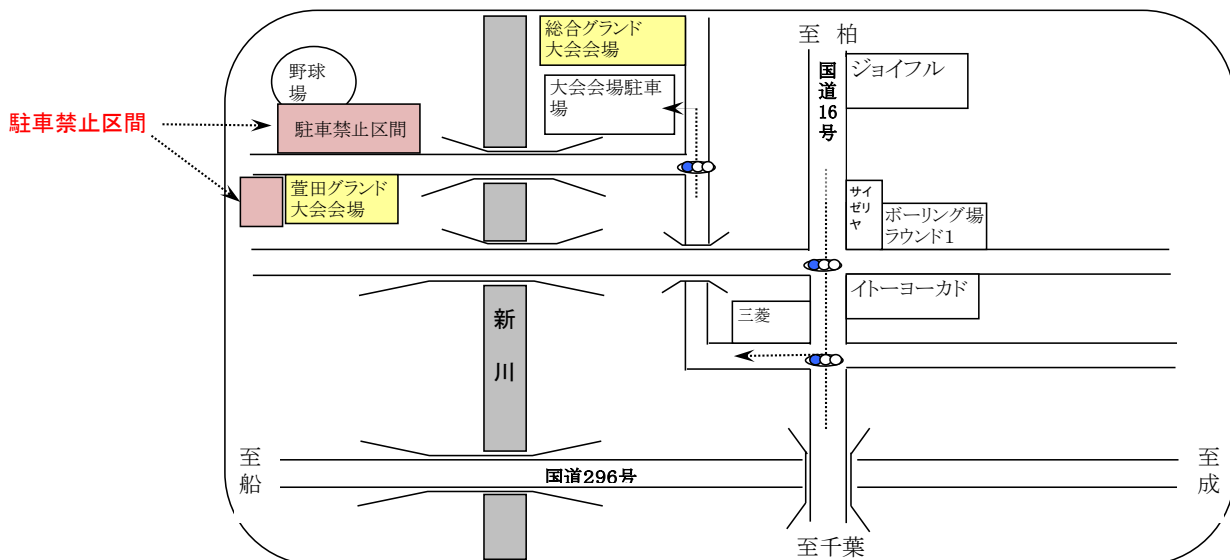 総合グランド
大会会場
至 柏
野球
場
大会会場駐車
場
国
道
16
号
ジョイフル
駐車禁止区間
駐車禁止区間
萱田グランド
大会会場
サイ
ゼリ
ヤ
ボーリング場
ラウンド1
イトーヨーカド
三菱
新
川
至
船
国道296号
至
成
至千葉